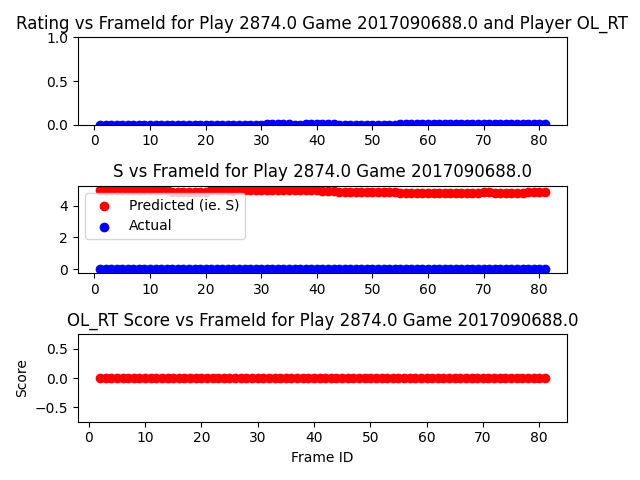 Rating vs FrameId for Play 2874.0 Game 2017090688.0 and Player OL_RT
1.0
0.5
0.0
0 10 20 30 40 50 60 70 80
S vs FrameId for Play 2874.0 Game 2017090688.0
4
2
0
Predicted (ie. S)
Actual
0 10 20 30 40 50 60 70 80
OL_RT Score vs FrameId for Play 2874.0 Game 2017090688.0
Score
0.5
0.0
−0.5
0 10 20 30 40 50 60 70 80
Frame ID